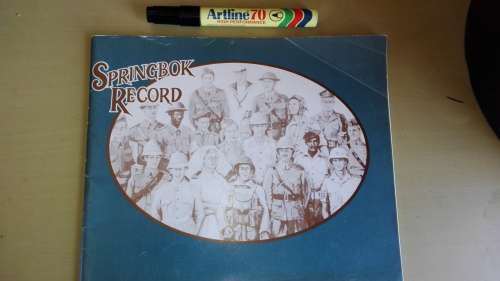 Artline 70
HIGH PERFORMANCE
SPRINGBOK
RECORD